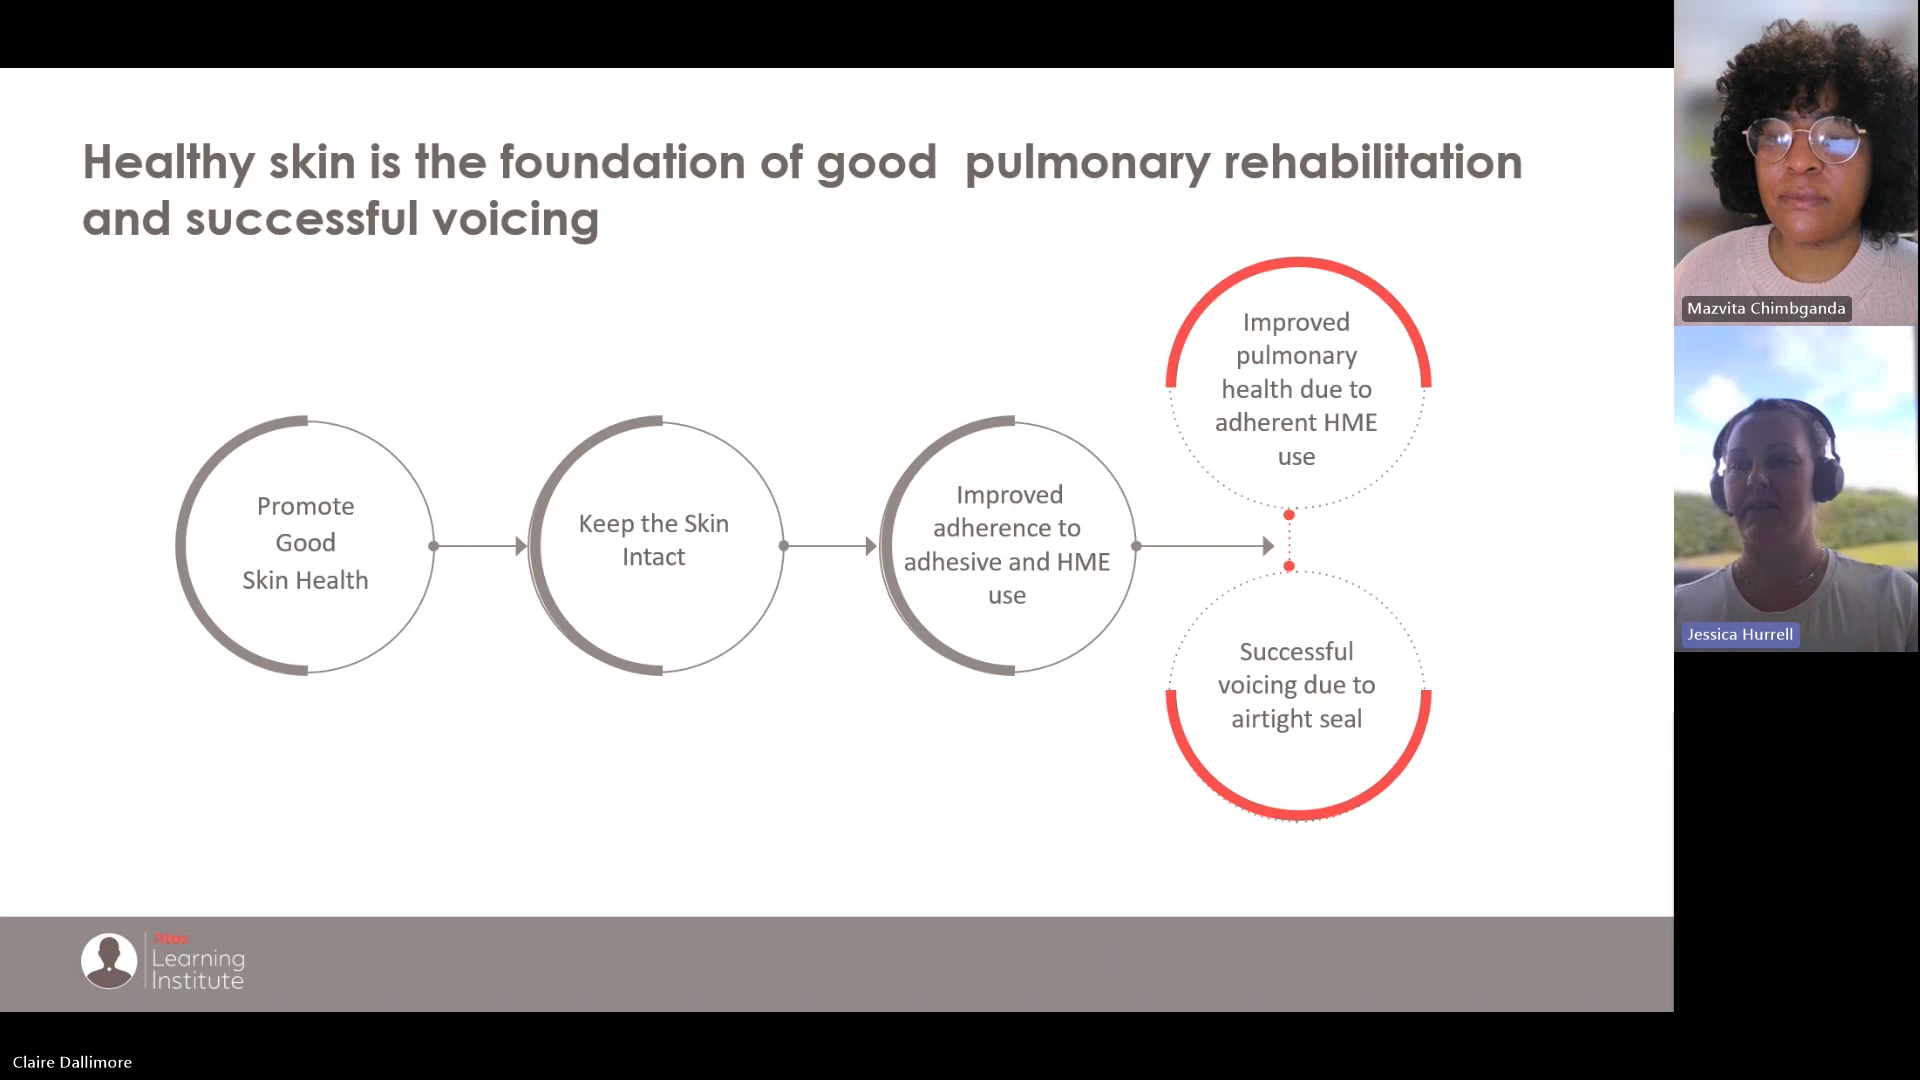 Healthy skin is the foundation of good  pulmonary rehabilitation
and successful voicing
Promote
Good
Skin Health
Keep the Skin
Intact
Improved
adherence to
adhesive and HME
use
Improved
pulmonary
health due to
adherent HME
use
Successful
voicing due to
airtight seal
Atos
Learning
Institute
Mazvita Chimbganda
Jessica Hurrell
Claire Dallimore